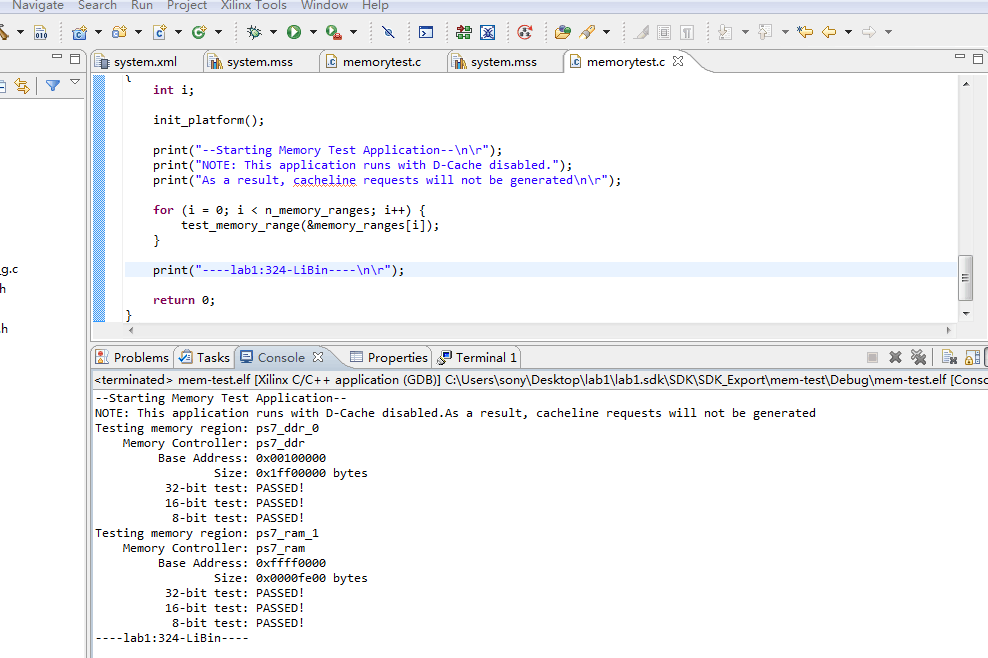 Navigate Search Run Project Xilinx Tools Window Help
system.xml system.mss memorytest.c system.mss memorytest.c
{
int i;
init_platform();
print("--Starting Memory Test Application--\n\r");
print("NOTE: This application runs with D-Cache disabled.");
print("As a result, cacheline requests will not be generated\n\r");
for (i = 0; i < n_memory_ranges; i++) {
test_memory_range(&memory_ranges[i]);
}
print("----lab1:324-LiBin----\n\r");
return 0;
}
g.c
h
.h
Problems Tasks Console Properties Terminal 1
<terminated> mem-test.elf [Xilinx C/C++ application (GDB)] C:\Users\sony\Desktop\lab1\lab1.sdk\SDK\SDK_Export\mem-test\Debug\mem-test.elf [Conso
--Starting Memory Test Application--
NOTE: This application runs with D-Cache disabled.As a result, cacheline requests will not be generated
Testing memory region: ps7_ddr_0
Memory Controller: ps7_ddr
Base Address: 0x00100000
Size: 0x1ff00000 bytes
32-bit test: PASSED!
16-bit test: PASSED!
8-bit test: PASSED!
Testing memory region: ps7_ram_1
Memory Controller: ps7_ram
Base Address: 0xffff0000
Size: 0x0000fe00 bytes
32-bit test: PASSED!
16-bit test: PASSED!
8-bit test: PASSED!
----lab1:324-LiBin----